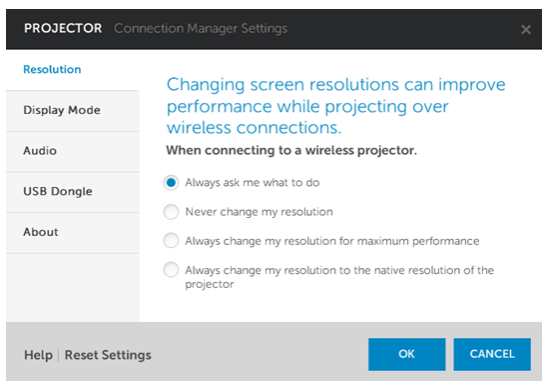 PROJECTOR Connection Manager Settings
Resolution
Display Mode
Audio
USB Dongle
About
Changing screen resolutions can improve
performance while projecting over
wireless connections.
When connecting to a wireless projector.
Always ask me what to do
Never change my resolution
Always change my resolution for maximum performance
Always change my resolution to the native resolution of the
projector
Help | Reset Settings
OK
CANCEL